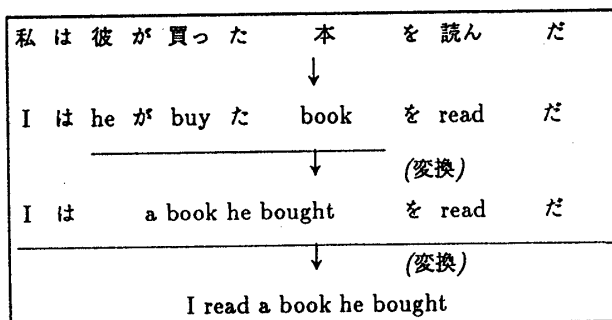 私 は 彼 が 買っ た 本 を 読ん だ
↓
I は he が buy た book を read だ
↓ (変換)
I は a book he bought を read だ
↓ (変換)
I read a book he bought